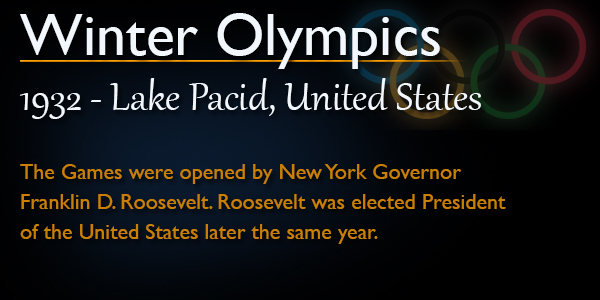 Winter Olympics
1932 - Lake Pacid, United States
The Games were opened by New York Governor
Franklin D. Roosevelt. Roosevelt was elected President
of the United States later the same year.